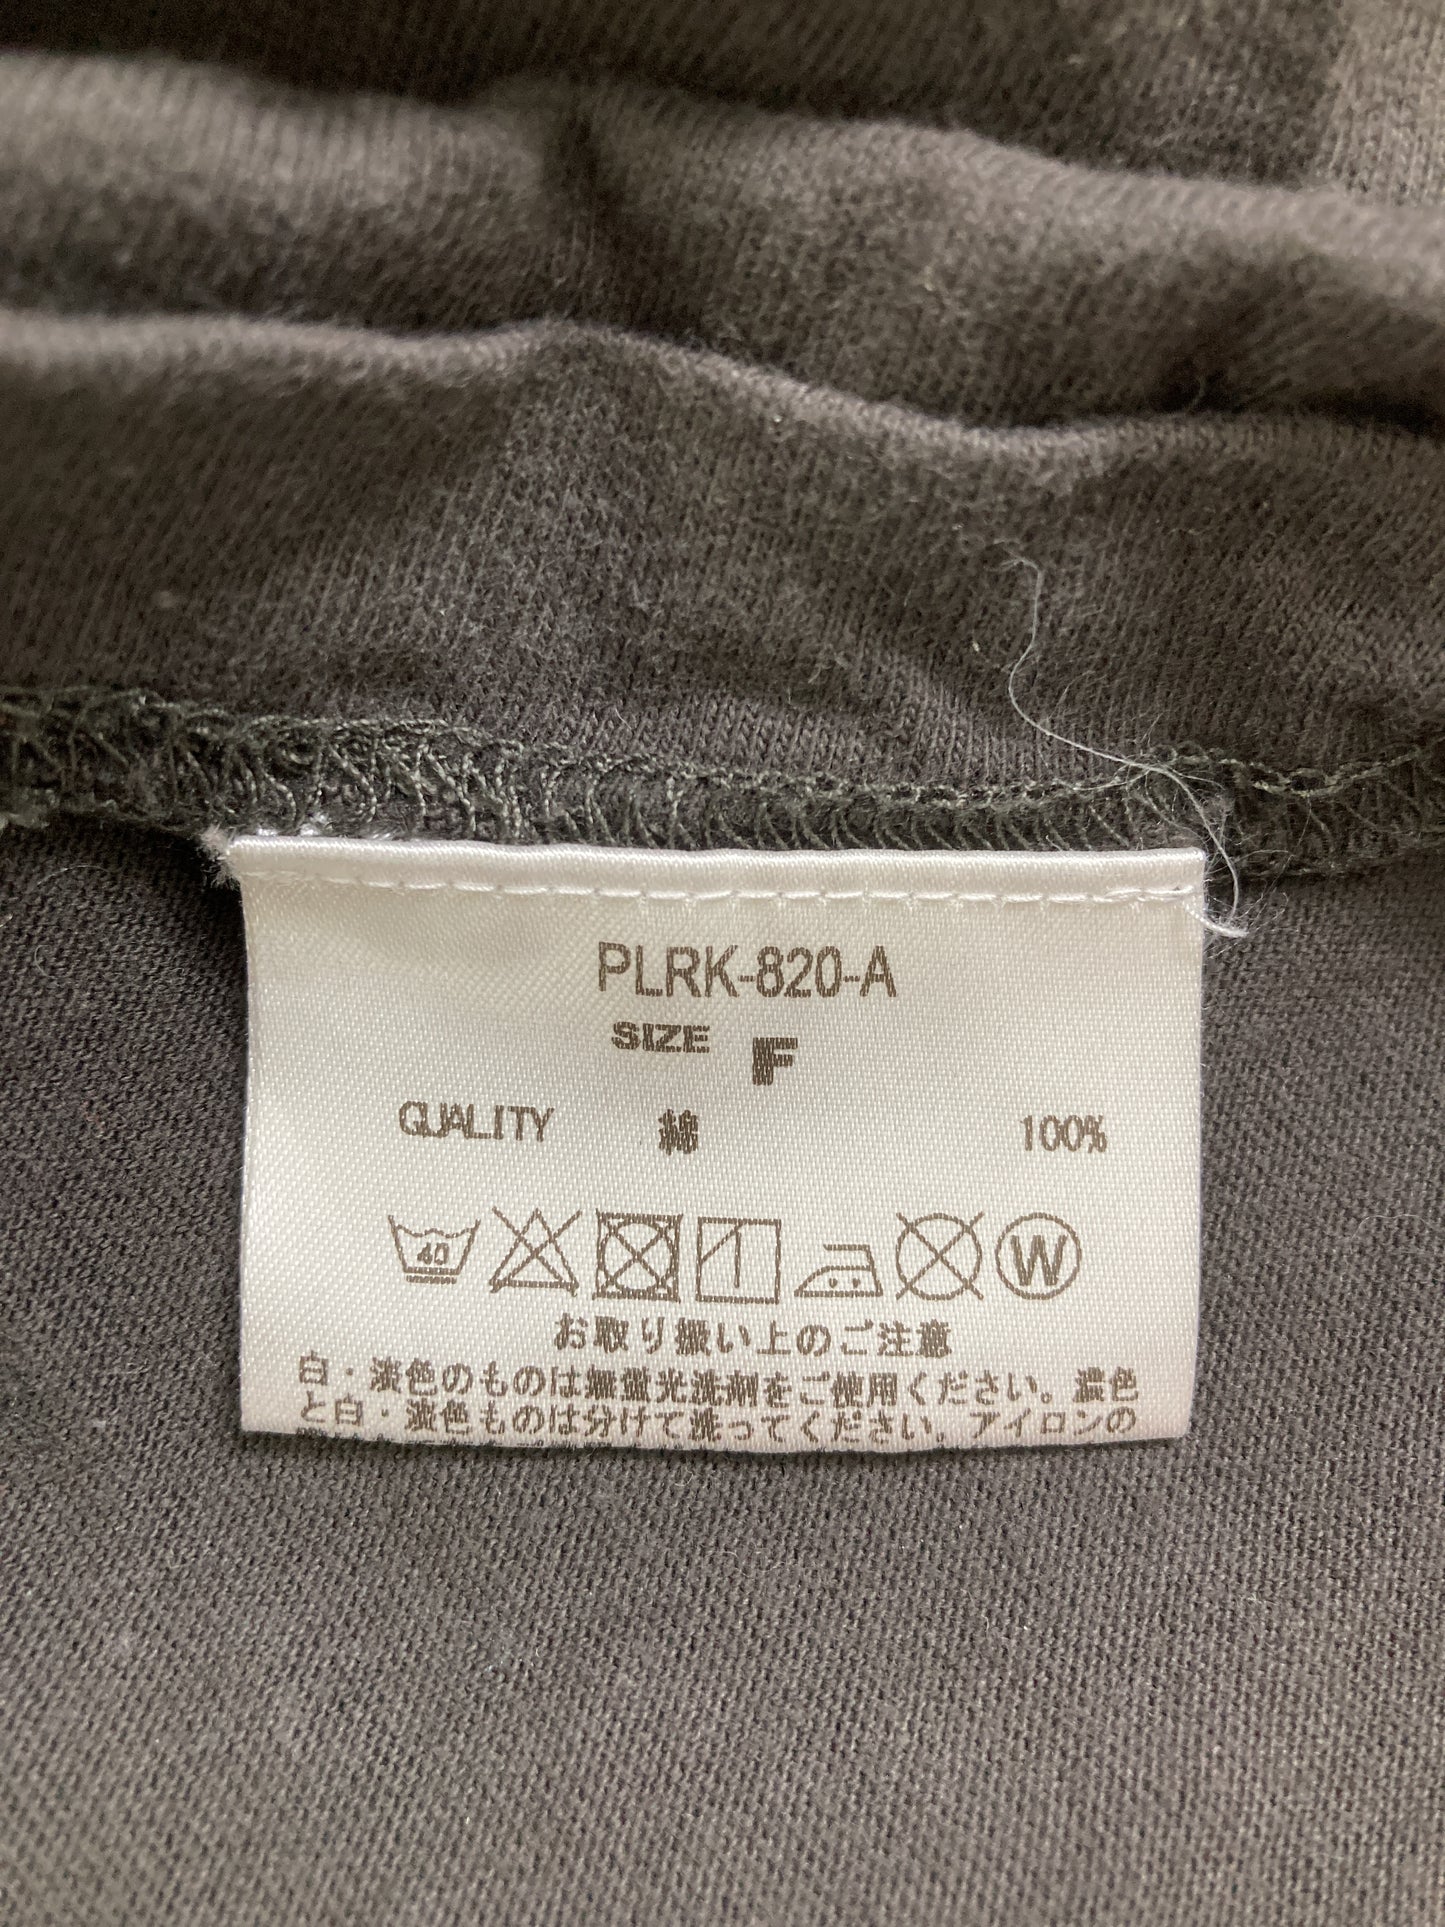 PLRK-820-A
SIZE F
QUALITY 綿 100%
40 W
お取り扱い上のご注意
白・淡色のものは無蛍光洗剤をご使用ください。濃色
と白・淡色ものは分けて洗ってください。アイロンの